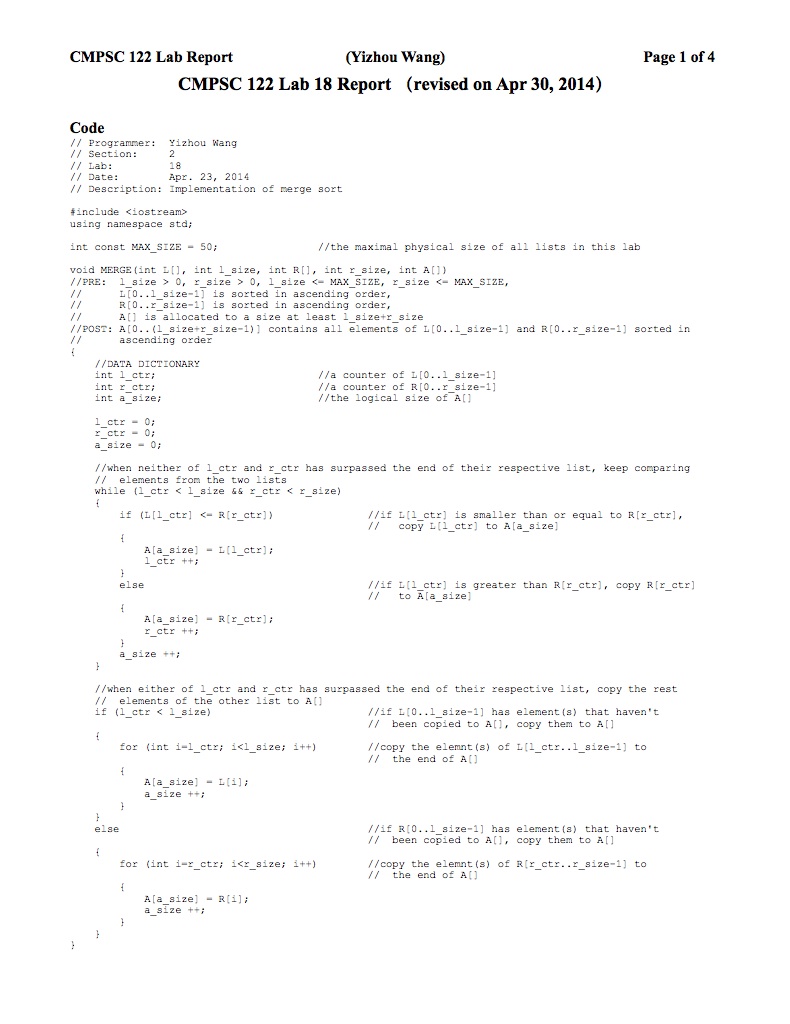 CMPSC 122 Lab Report (Yizhou Wang) Page 1 of 4
CMPSC 122 Lab 18 Report (revised on Apr 30, 2014)
Code
// Programmer: Yizhou Wang
// Section: 2
// Lab: 18
// Date: Apr. 23, 2014
// Description: Implementation of merge sort
#include <iostream>
using namespace std;
int const MAX_SIZE = 50; //the maximal physical size of all lists in this lab
void MERGE(int L[], int l_size, int R[], int r_size, int A[])
//PRE: l_size > 0, r_size > 0, l_size <= MAX_SIZE, r_size <= MAX_SIZE,
// L[0..l_size-1] is sorted in ascending order,
// R[0..r_size-1] is sorted in ascending order,
// A[] is allocated to a size at least l_size+r_size
//POST: A[0..(l_size+r_size-1)] contains all elements of L[0..l_size-1] and R[0..r_size-1] sorted in
// ascending order
{
//DATA DICTIONARY
int l_ctr; //a counter of L[0..l_size-1]
int r_ctr; //a counter of R[0..r_size-1]
int a_size; //the logical size of A[]
l_ctr = 0;
r_ctr = 0;
a_size = 0;
//when neither of l_ctr and r_ctr has surpassed the end of their respective list, keep comparing
// elements from the two lists
while (l_ctr < l_size && r_ctr < r_size)
{
if (L[l_ctr] <= R[r_ctr]) //if L[l_ctr] is smaller than or equal to R[r_ctr],
// copy L[l_ctr] to A[a_size]
{
A[a_size] = L[l_ctr];
l_ctr ++;
}
else //if L[l_ctr] is greater than R[r_ctr], copy R[r_ctr]
// to A[a_size]
{
A[a_size] = R[r_ctr];
r_ctr ++;
}
a_size ++;
}
//when either of l_ctr and r_ctr has surpassed the end of their respective list, copy the rest
// elements of the other list to A[]
if (l_ctr < l_size) //if L[0..l_size-1] has element(s) that haven't
// been copied to A[], copy them to A[]
{
for (int i=l_ctr; i<l_size; i++) //copy the elemnt(s) of L[l_ctr..l_size-1] to
// the end of A[]
{
A[a_size] = L[i];
a_size ++;
}
}
else //if R[0..l_size-1] has element(s) that haven't
// been copied to A[], copy them to A[]
{
for (int i=r_ctr; i<r_size; i++) //copy the elemnt(s) of R[r_ctr..r_size-1] to
// the end of A[]
{
A[a_size] = R[i];
a_size ++;
}
}
}